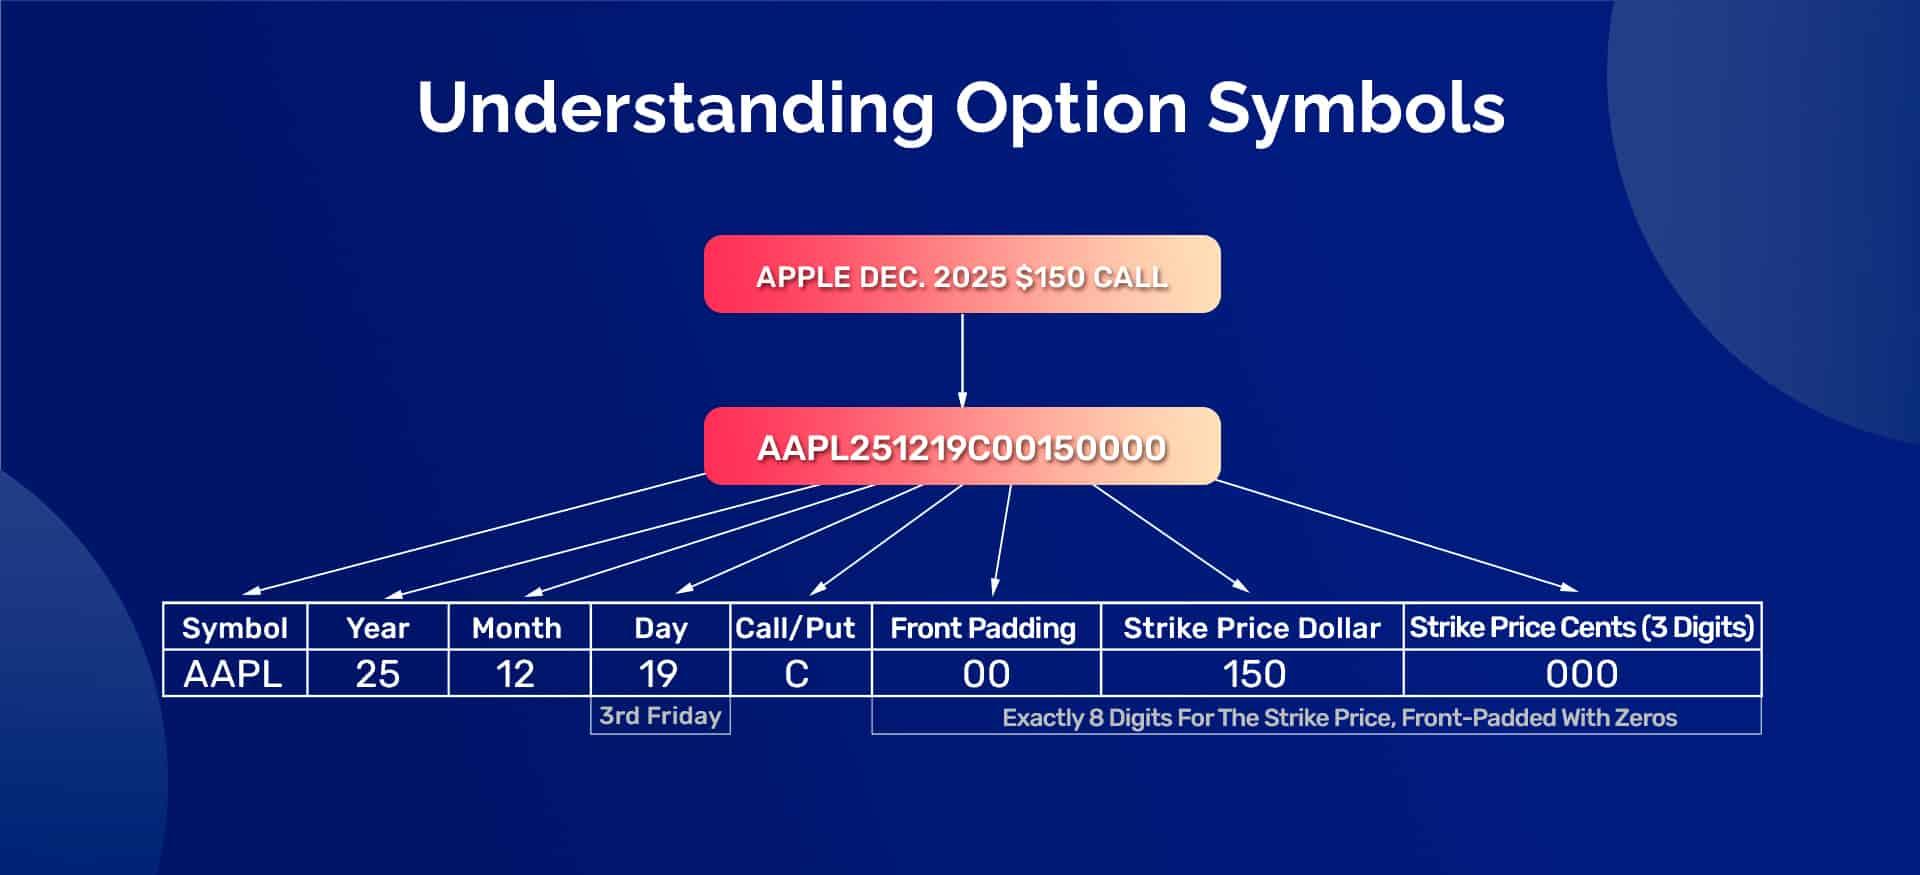 Understanding Option Symbols
APPLE DEC. 2025 $150 CALL
AAPL251219C00150000
Symbol Year Month Day Call/Put Front Padding Strike Price Dollar Strike Price Cents (3 Digits)
AAPL 25 12 19 C 00 150 000
3rd Friday Exactly 8 Digits For The Strike Price, Front-Padded With Zeros